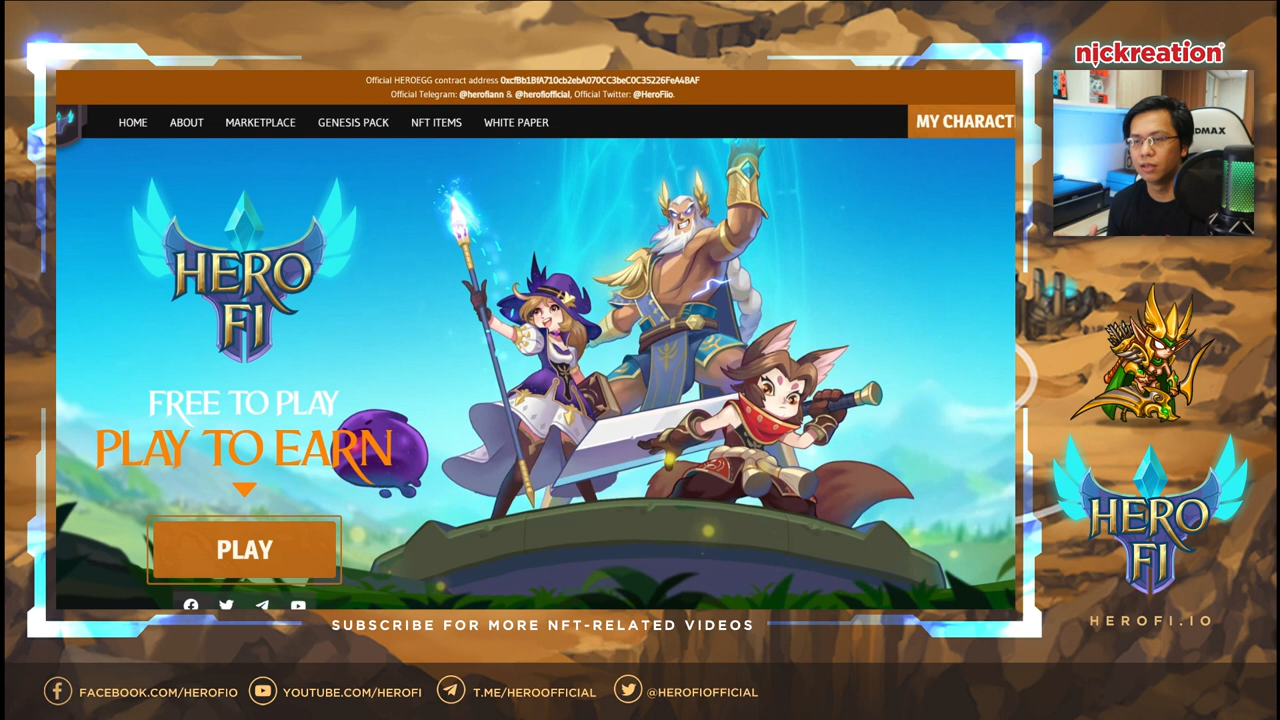 nickreation
Official HEROEGG contract address 0xcfBb1BfA710cb2ebA070CC3beC0C35226FeA4BAF
Official Telegram: @herofiann & @herofiofficial, Official Twitter: @HeroFiio.
HOME ABOUT MARKETPLACE GENESIS PACK NFT ITEMS WHITE PAPER MY CHARACT
DMAX
HERO
FI
FREE TO PLAY
PLAY TO EARN
PLAY
HERO
FI
HEROFI.IO
SUBSCRIBE FOR MORE NFT-RELATED VIDEOS
FACEBOOK.COM/HEROFIO YOUTUBE.COM/HEROFI T.ME/HEROOFFICIAL @HEROFIOFFICIAL